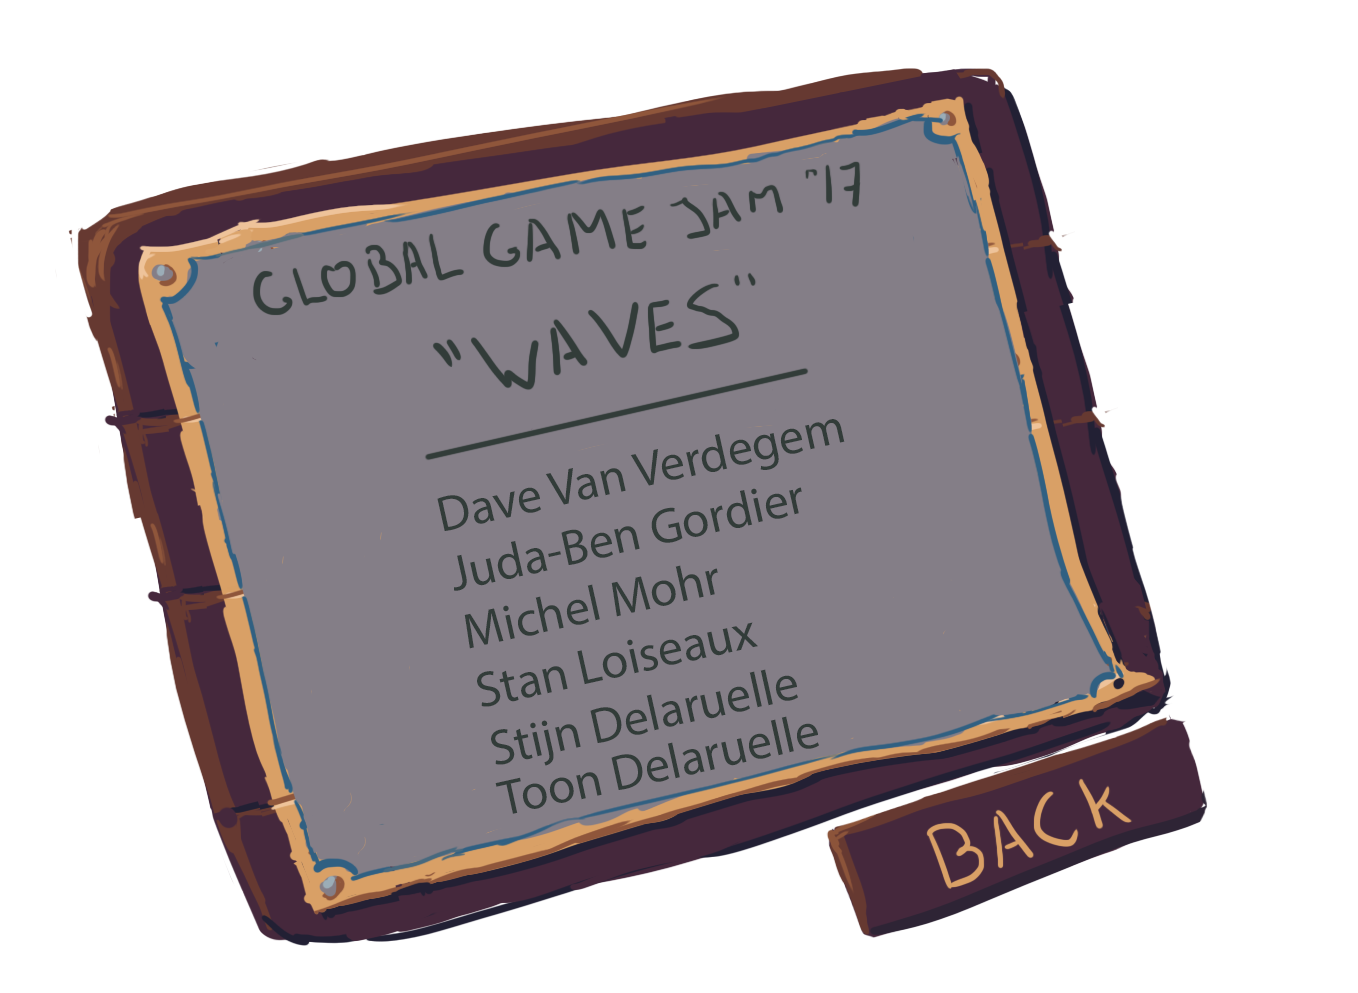 GLOBAL GAME JAM "17
"WAVES"
Dave Van Verdegem
Juda-Ben Gordier
Michel Mohr
Stan Loiseaux
Stijn Delaruelle
Toon Delaruelle
BACK